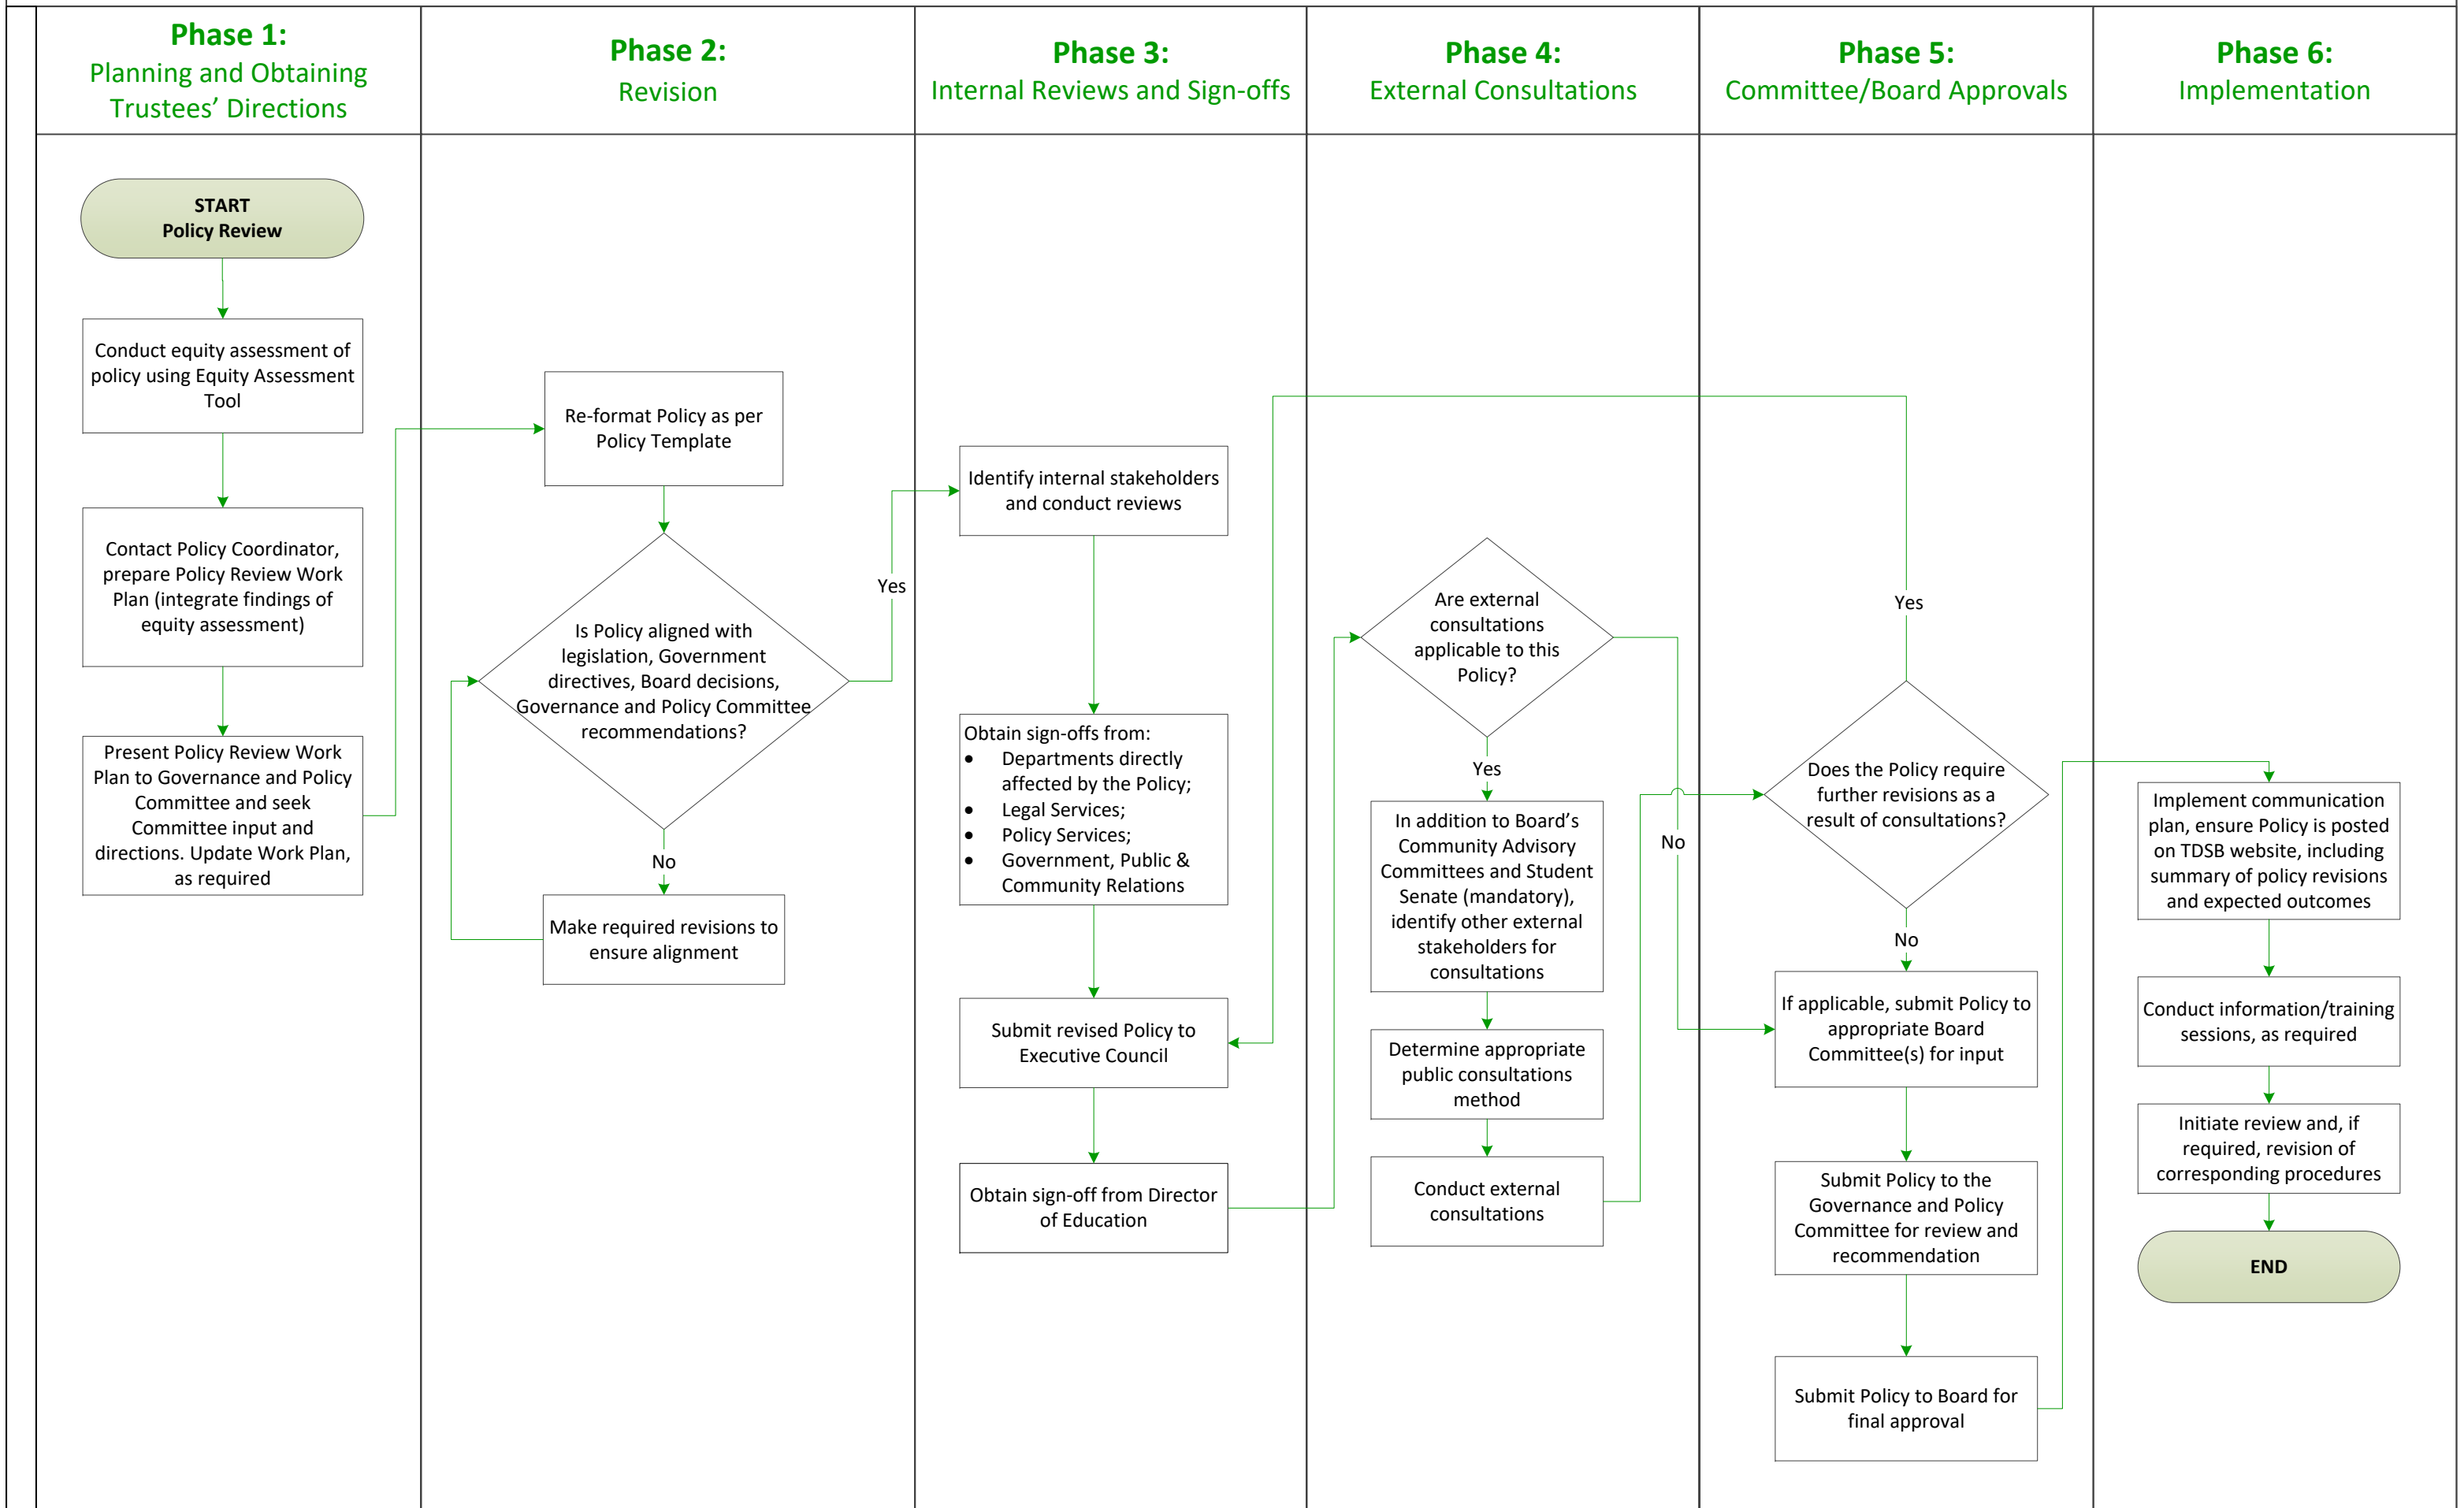 Phase 1:
Planning and Obtaining
Trustees' Directions
Phase 2:
Revision
Phase 3:
Internal Reviews and Sign-offs
Phase 4:
External Consultations
Phase 5:
Committee/Board Approvals
Phase 6:
Implementation
START
Policy Review
Conduct equity assessment of
policy using Equity Assessment
Tool
Contact Policy Coordinator,
prepare Policy Review Work
Plan (integrate findings of
equity assessment)
Present Policy Review Work
Plan to Governance and Policy
Committee and seek
Committee input and
directions. Update Work Plan,
as required
Re-format Policy as per
Policy Template
Is Policy aligned with
legislation, Government
directives, Board decisions,
Governance and Policy Committee
recommendations?
Yes
No
Make required revisions to
ensure alignment
Identify internal stakeholders
and conduct reviews
Obtain sign-offs from:
• Departments directly
affected by the Policy;
• Legal Services;
• Policy Services;
• Government, Public &
Community Relations
Submit revised Policy to
Executive Council
Obtain sign-off from Director
of Education
Are external
consultations
applicable to this
Policy?
Yes
No
In addition to Board's
Community Advisory
Committees and Student
Senate (mandatory),
identify other external
stakeholders for
consultations
Determine appropriate
public consultations
method
Conduct external
consultations
Yes
Does the Policy require
further revisions as a
result of consultations?
No
If applicable, submit Policy to
appropriate Board
Committee(s) for input
Submit Policy to the
Governance and Policy
Committee for review and
recommendation
Submit Policy to Board for
final approval
Implement communication
plan, ensure Policy is posted
on TDSB website, including
summary of policy revisions
and expected outcomes
Conduct information/training
sessions, as required
Initiate review and, if
required, revision of
corresponding procedures
END